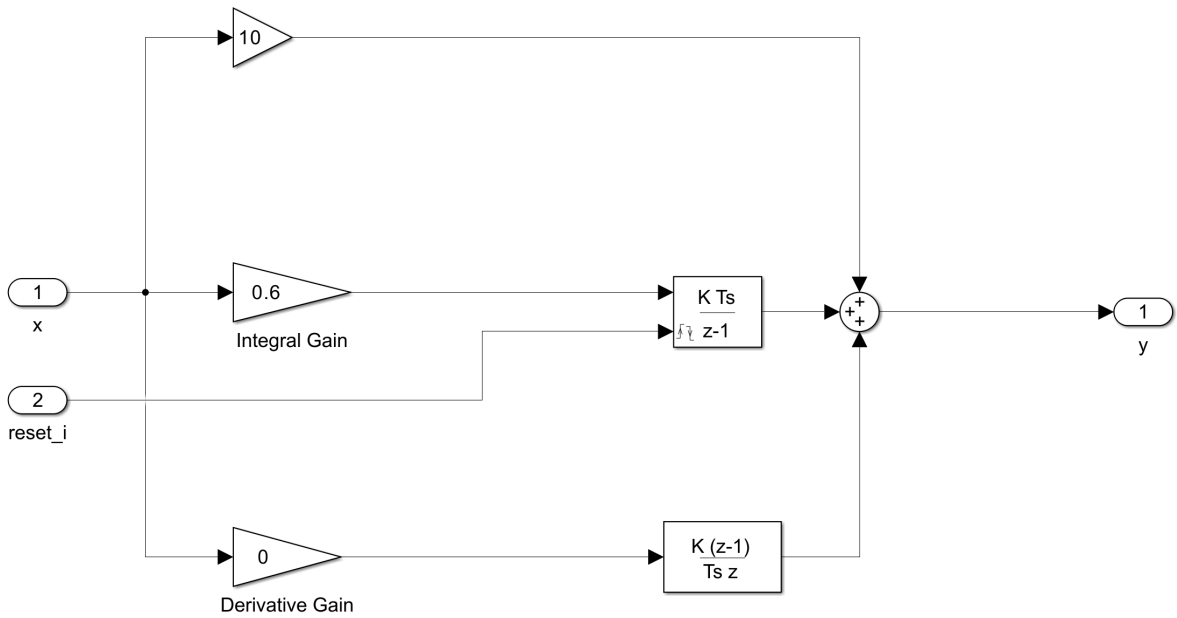 10
1
x
0.6
Integral Gain
K Ts
z-1
+
+
+
1
y
2
reset_i
0
Derivative Gain
K (z-1)
Ts z